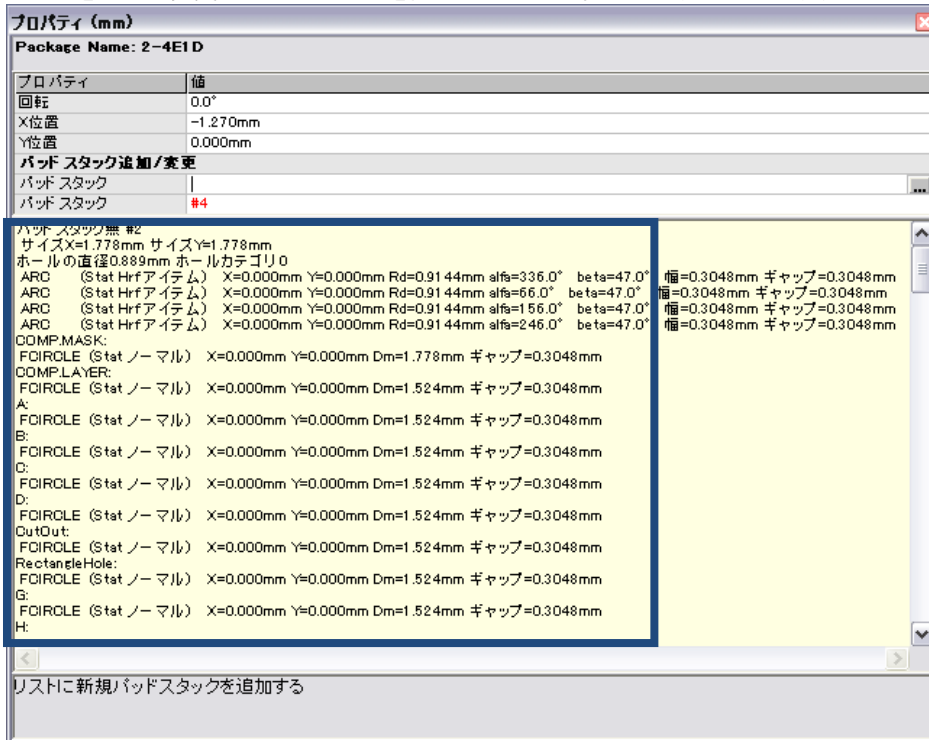 プロパティ (mm)
Package Name: 2-4E1D
プロパティ 値
回転 0.0°
X位置 -1.270mm
Y位置 0.000mm
パッド スタック追加/変更
パッド スタック ...
パッド スタック #4
パッド スタック無 #2
サイズX=1.778mm サイズY=1.778mm
ホールの直径0.889mm ホールカテゴリ0
ARC (Stat Hrfアイテム) X=0.000mm Y=0.000mm Rd=0.9144mm alfa=336.0° beta=47.0° 幅=0.3048mm ギャップ=0.3048mm
ARC (Stat Hrfアイテム) X=0.000mm Y=0.000mm Rd=0.9144mm alfa=66.0° beta=47.0° 幅=0.3048mm ギャップ=0.3048mm
ARC (Stat Hrfアイテム) X=0.000mm Y=0.000mm Rd=0.9144mm alfa=156.0° beta=47.0° 幅=0.3048mm ギャップ=0.3048mm
ARC (Stat Hrfアイテム) X=0.000mm Y=0.000mm Rd=0.9144mm alfa=246.0° beta=47.0° 幅=0.3048mm ギャップ=0.3048mm
COMP.MASK:
FCIRCLE (Stat ノーマル) X=0.000mm Y=0.000mm Dm=1.778mm ギャップ=0.3048mm
COMP.LAYER:
FCIRCLE (Stat ノーマル) X=0.000mm Y=0.000mm Dm=1.524mm ギャップ=0.3048mm
A:
FCIRCLE (Stat ノーマル) X=0.000mm Y=0.000mm Dm=1.524mm ギャップ=0.3048mm
B:
FCIRCLE (Stat ノーマル) X=0.000mm Y=0.000mm Dm=1.524mm ギャップ=0.3048mm
C:
FCIRCLE (Stat ノーマル) X=0.000mm Y=0.000mm Dm=1.524mm ギャップ=0.3048mm
D:
FCIRCLE (Stat ノーマル) X=0.000mm Y=0.000mm Dm=1.524mm ギャップ=0.3048mm
CutOut:
FCIRCLE (Stat ノーマル) X=0.000mm Y=0.000mm Dm=1.524mm ギャップ=0.3048mm
RectangleHole:
FCIRCLE (Stat ノーマル) X=0.000mm Y=0.000mm Dm=1.524mm ギャップ=0.3048mm
G:
FCIRCLE (Stat ノーマル) X=0.000mm Y=0.000mm Dm=1.524mm ギャップ=0.3048mm
H:
リストに新規パッドスタックを追加する